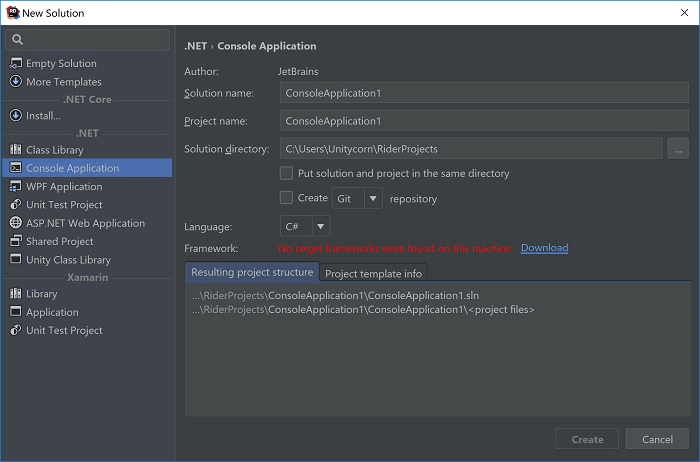 New Solution
Empty Solution
More Templates
.NET Core
Install...
.NET
Class Library
Console Application
WPF Application
Unit Test Project
ASP.NET Web Application
Shared Project
Unity Class Library
Xamarin
Library
Application
Unit Test Project
.NET › Console Application
Author: JetBrains
Solution name: ConsoleApplication1
Project name: ConsoleApplication1
Solution directory: C:\Users\Unitycorn\RiderProjects ...
Put solution and project in the same directory
Create Git repository
Language: C#
Framework: No target frameworks were found on this machine Download
Resulting project structure Project template info
...\RiderProjects\ConsoleApplication1\ConsoleApplication1.sln
...\RiderProjects\ConsoleApplication1\ConsoleApplication1\<project files>
Create Cancel